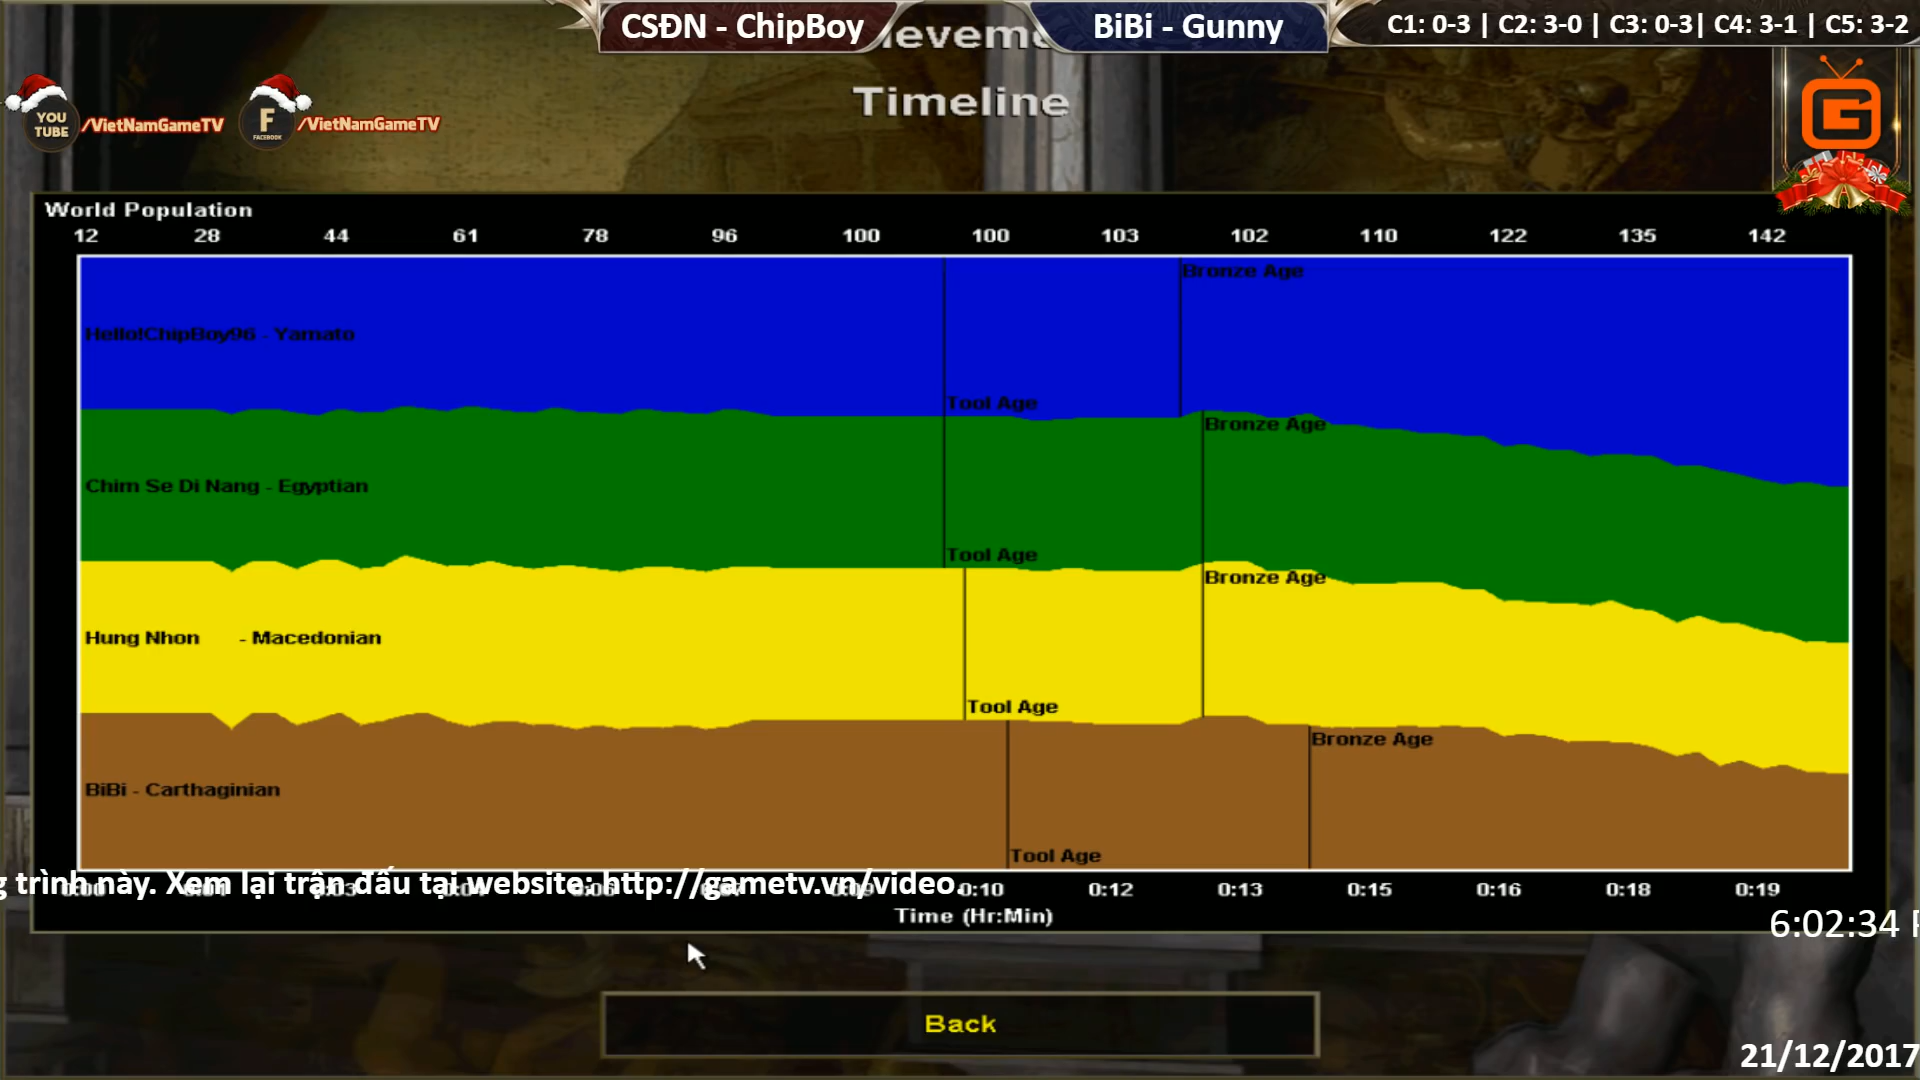 CSĐN - ChipBoy
BiBi - Gunny
C1: 0-3 | C2: 3-0 | C3: 0-3| C4: 3-1 | C5: 3-2
Timeline
YOU TUBE /VietNamGameTV
F FACEBOOK /VietNamGameTV
World Population
12 28 44 61 78 96 100 100 103 102 110 122 135 142
Bronze Age
Hello!ChipBoy96 - Yamato
Tool Age
Bronze Age
Chim Se Di Nang - Egyptian
Tool Age
Bronze Age
Hung Nhon - Macedonian
Tool Age
Bronze Age
BiBi - Carthaginian
Tool Age
trình này. Xem lại trận đấu tại website: http://gametv.vn/video.
0:10 0:12 0:13 0:15 0:16 0:18 0:19
Time (Hr:Min)
6:02:34
Back
21/12/2017